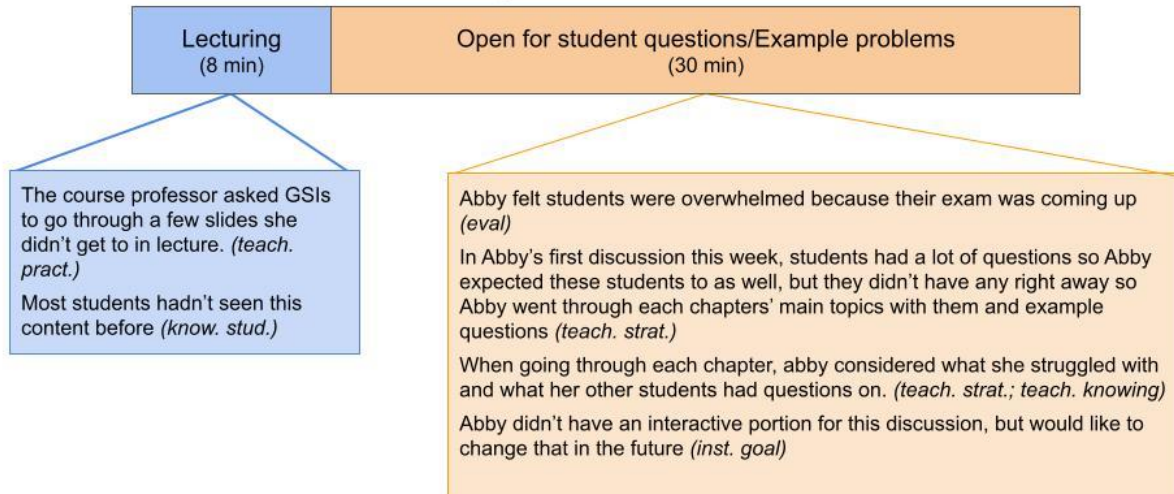 Lecturing
(8 min)
Open for student questions/Example problems
(30 min)
The course professor asked GSIs
to go through a few slides she
didn't get to in lecture. (teach.
pract.)
Most students hadn't seen this
content before (know. stud.)
Abby felt students were overwhelmed because their exam was coming up
(eval)
In Abby's first discussion this week, students had a lot of questions so Abby
expected these students to as well, but they didn't have any right away so
Abby went through each chapters' main topics with them and example
questions (teach. strat.)
When going through each chapter, abby considered what she struggled with
and what her other students had questions on. (teach. strat.; teach. knowing)
Abby didn't have an interactive portion for this discussion, but would like to
change that in the future (inst. goal)